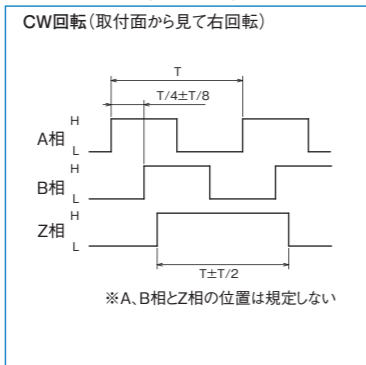 CW回転(取付面から見て右回転)
T
T/4±T/8
H
A相
L
H
B相
L
H
Z相
L
T±T/2
※A、B相とZ相の位置は規定しない